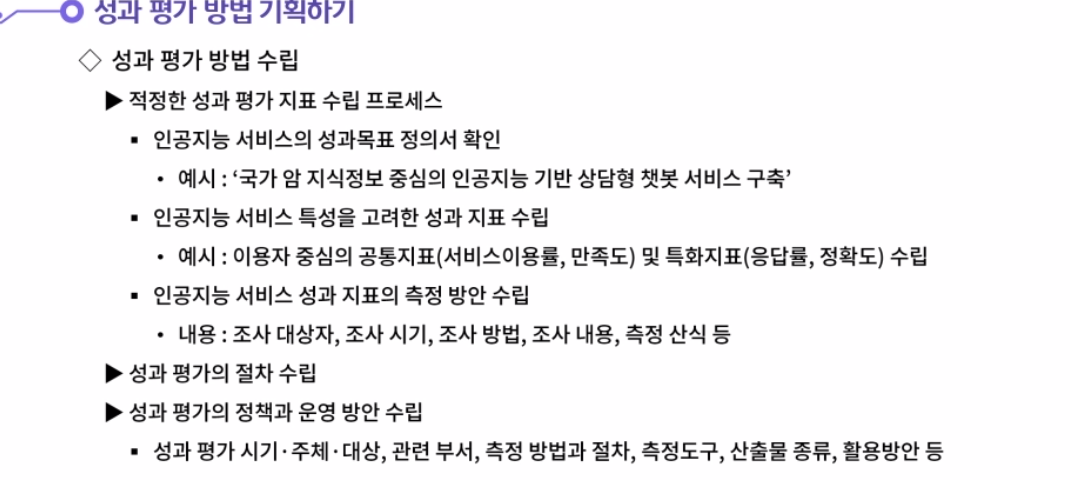 성과 평가 방법 기획하기
◇ 성과 평가 방법 수립
▶ 적정한 성과 평가 지표 수립 프로세스
▪ 인공지능 서비스의 성과목표 정의서 확인
• 예시 : ‘국가 암 지식정보 중심의 인공지능 기반 상담형 챗봇 서비스 구축’
▪ 인공지능 서비스 특성을 고려한 성과 지표 수립
• 예시 : 이용자 중심의 공통지표(서비스이용률, 만족도) 및 특화지표(응답률, 정확도) 수립
▪ 인공지능 서비스 성과 지표의 측정 방안 수립
• 내용 : 조사 대상자, 조사 시기, 조사 방법, 조사 내용, 측정 산식 등
▶ 성과 평가의 절차 수립
▶ 성과 평가의 정책과 운영 방안 수립
▪ 성과 평가 시기·주체·대상, 관련 부서, 측정 방법과 절차, 측정도구, 산출물 종류, 활용방안 등